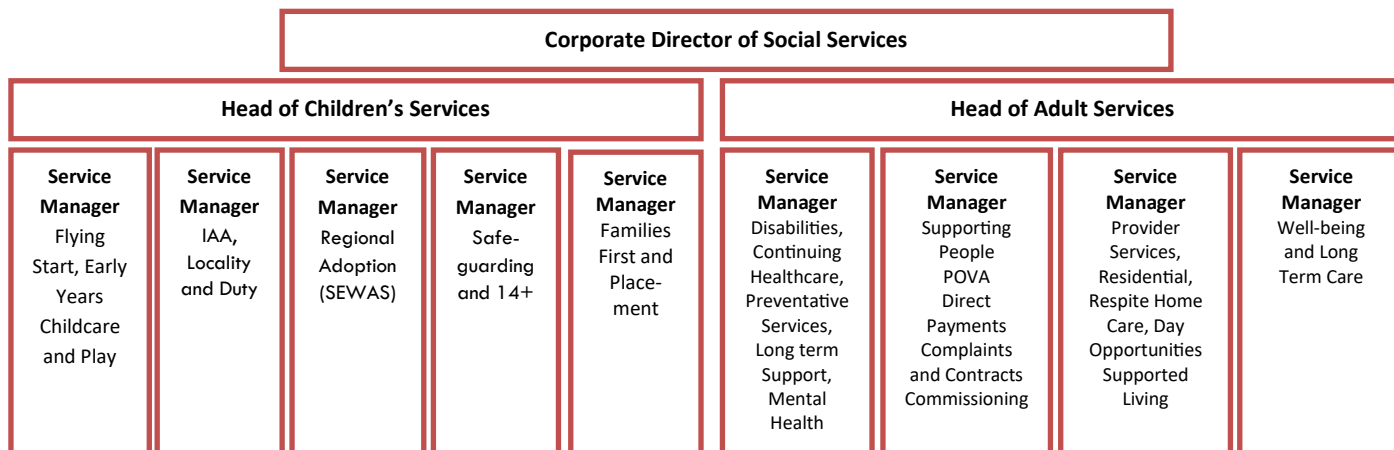 Corporate Director of Social Services
Head of Children’s Services
Head of Adult Services
Service
Manager
Flying
Start, Early
Years
Childcare
and Play
Service
Manager
IAA,
Locality
and Duty
Service
Manager
Regional
Adoption
(SEWAS)
Service
Manager
Safe-
guarding
and 14+
Service
Manager
Families
First and
Place-
ment
Service
Manager
Disabilities,
Continuing
Healthcare,
Preventative
Services,
Long term
Support,
Mental
Health
Service
Manager
Supporting
People
POVA
Direct
Payments
Complaints
and Contracts
Commissioning
Service
Manager
Provider
Services,
Residential,
Respite Home
Care, Day
Opportunities
Supported
Living
Service
Manager
Well-being
and Long
Term Care